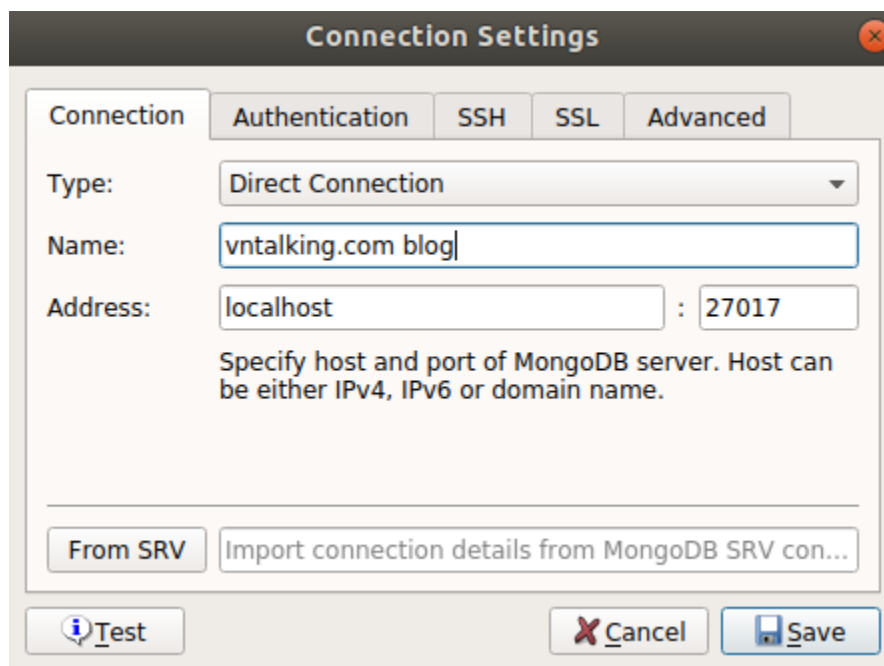 Connection Settings
Connection Authentication SSH SSL Advanced
Type: Direct Connection
Name: vntalking.com blog
Address: localhost : 27017
Specify host and port of MongoDB server. Host can
be either IPv4, IPv6 or domain name.
From SRV Import connection details from MongoDB SRV con...
Test Cancel Save